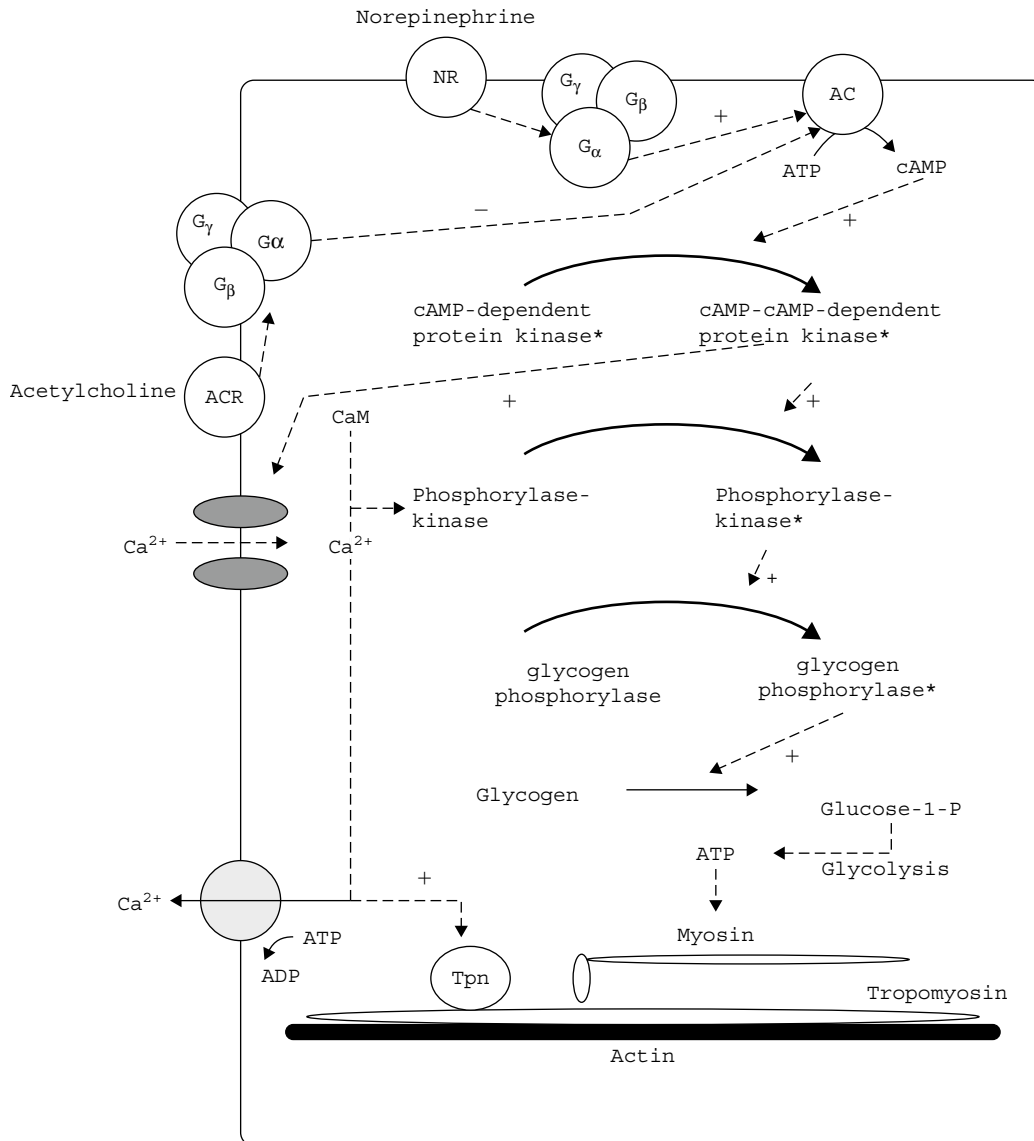 Norepinephrine
NR
Gγ
Gβ
Gα
+
AC
ATP
cAMP
−
+
Gγ
Gα
Gβ
cAMP-dependent
protein kinase*
cAMP-cAMP-dependent
protein kinase*
Acetylcholine
ACR
CaM
+
+
Phosphorylase-
kinase
Phosphorylase-
kinase*
Ca2+
Ca2+
+
glycogen
phosphorylase
glycogen
phosphorylase*
+
Glycogen
Glucose-1-P
ATP
Glycolysis
Ca2+
+
ATP
ADP
Myosin
Tpn
Tropomyosin
Actin